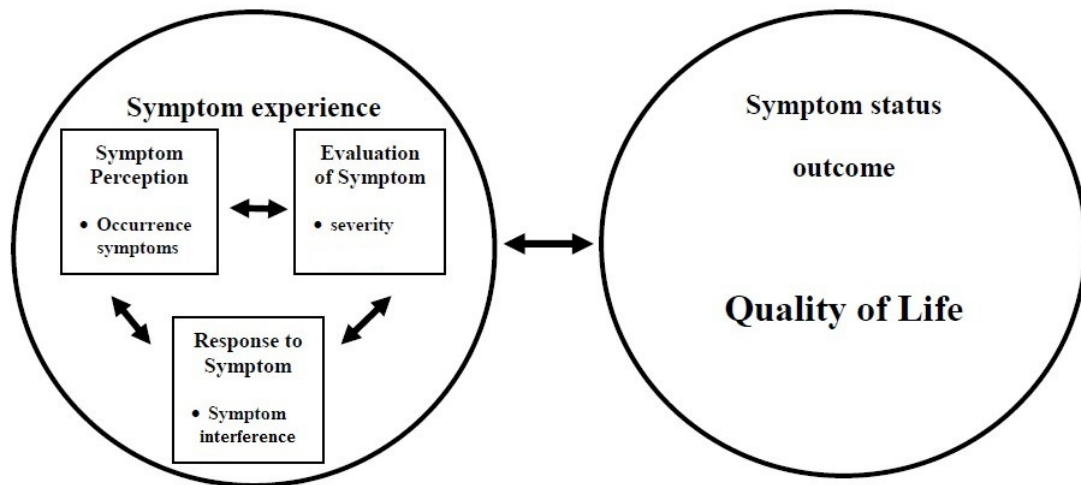 Symptom experience
Symptom
Perception
• Occurrence
symptoms
Evaluation
of Symptom
• severity
Response to
Symptom
• Symptom
interference
Symptom status
outcome
Quality of Life